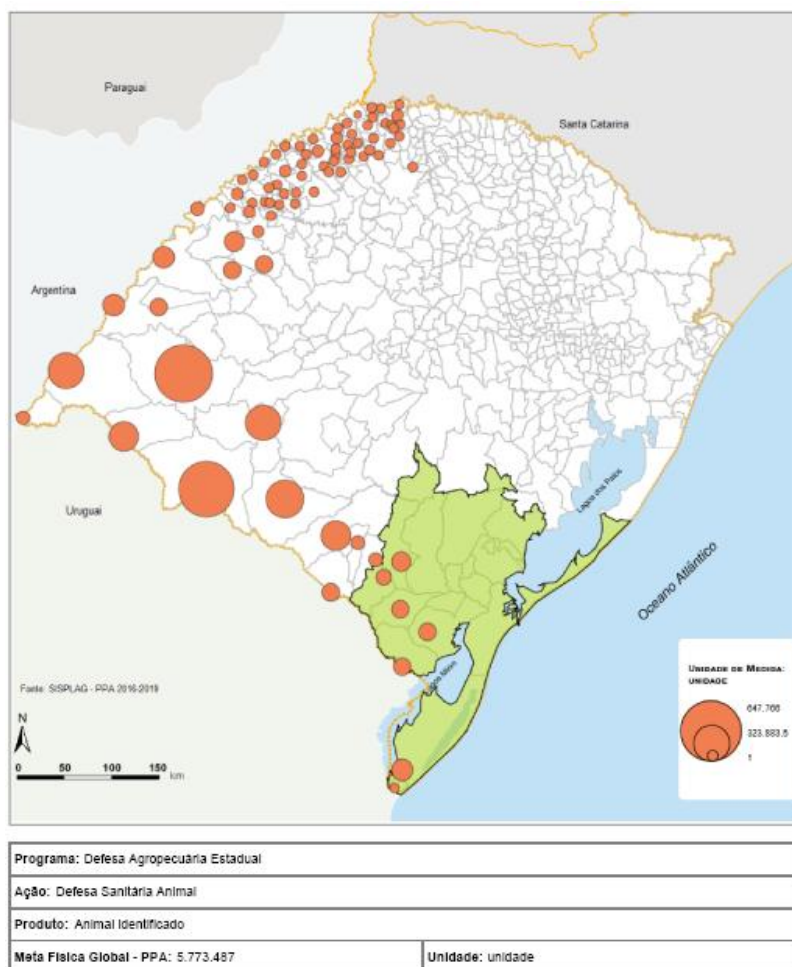 Paraguai
Santa Catarina
Argentina
Uruguai
Lagoa dos Patos
Oceano Atlântico
Lagoa Mirim
Fonte: SISPLAG - PPA 2016-2019
N
0 50 100 150
km
UNIDADE DE MEDIDA:
UNIDADE
647.766
323.883,5
1
Programa: Defesa Agropecuária Estadual
Ação: Defesa Sanitária Animal
Produto: Animal Identificado
Meta Física Global - PPA: 5.773.487 Unidade: unidade